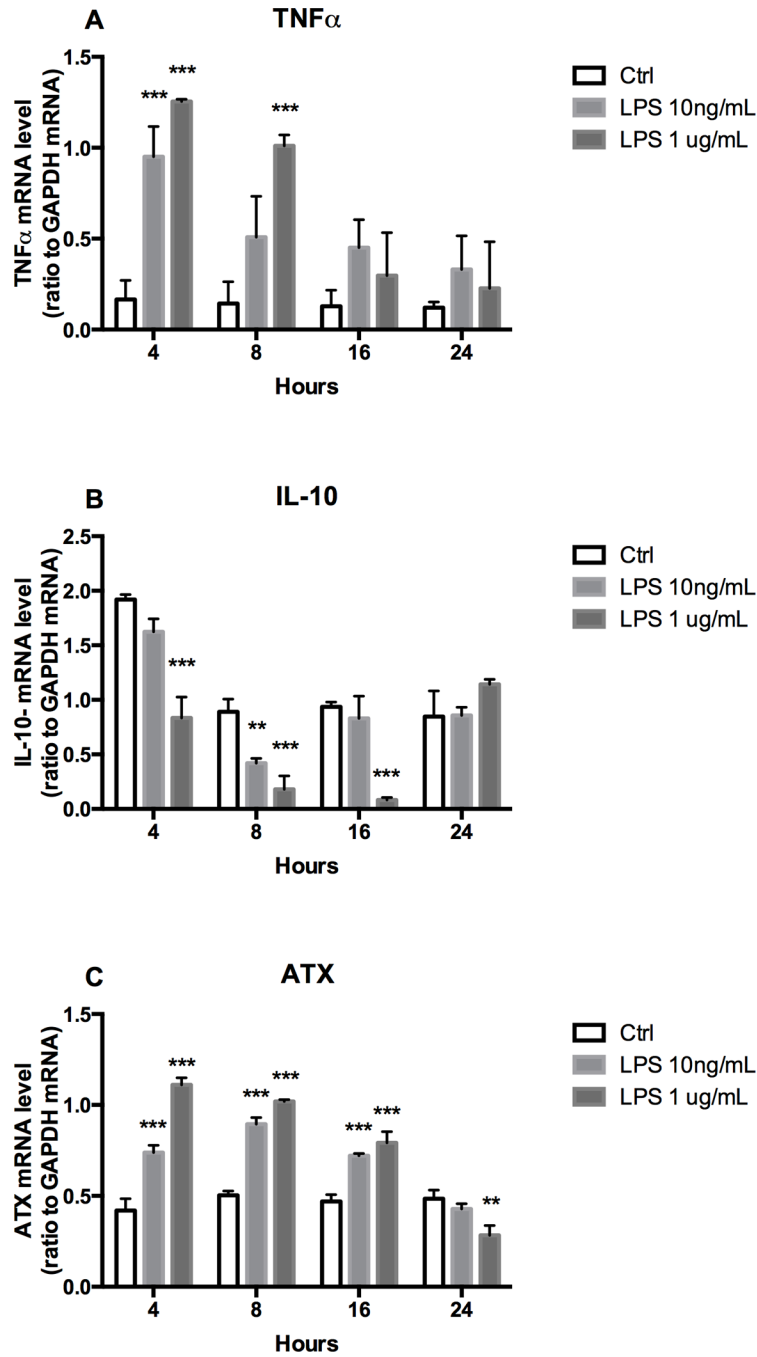 A
TNFα
TNFα mRNA level
(ratio to GAPDH mRNA)
1.5
1.0
0.5
0.0
***
***
***
4
8
16
24
Hours
Ctrl
LPS 10ng/mL
LPS 1 ug/mL
B
IL-10
IL-10- mRNA level
(ratio to GAPDH mRNA)
2.5
2.0
1.5
1.0
0.5
0.0
***
**
***
***
4
8
16
24
Hours
Ctrl
LPS 10ng/mL
LPS 1 ug/mL
C
ATX
ATX mRNA level
(ratio to GAPDH mRNA)
1.5
1.0
0.5
0.0
***
***
***
***
***
***
**
4
8
16
24
Hours
Ctrl
LPS 10ng/mL
LPS 1 ug/mL